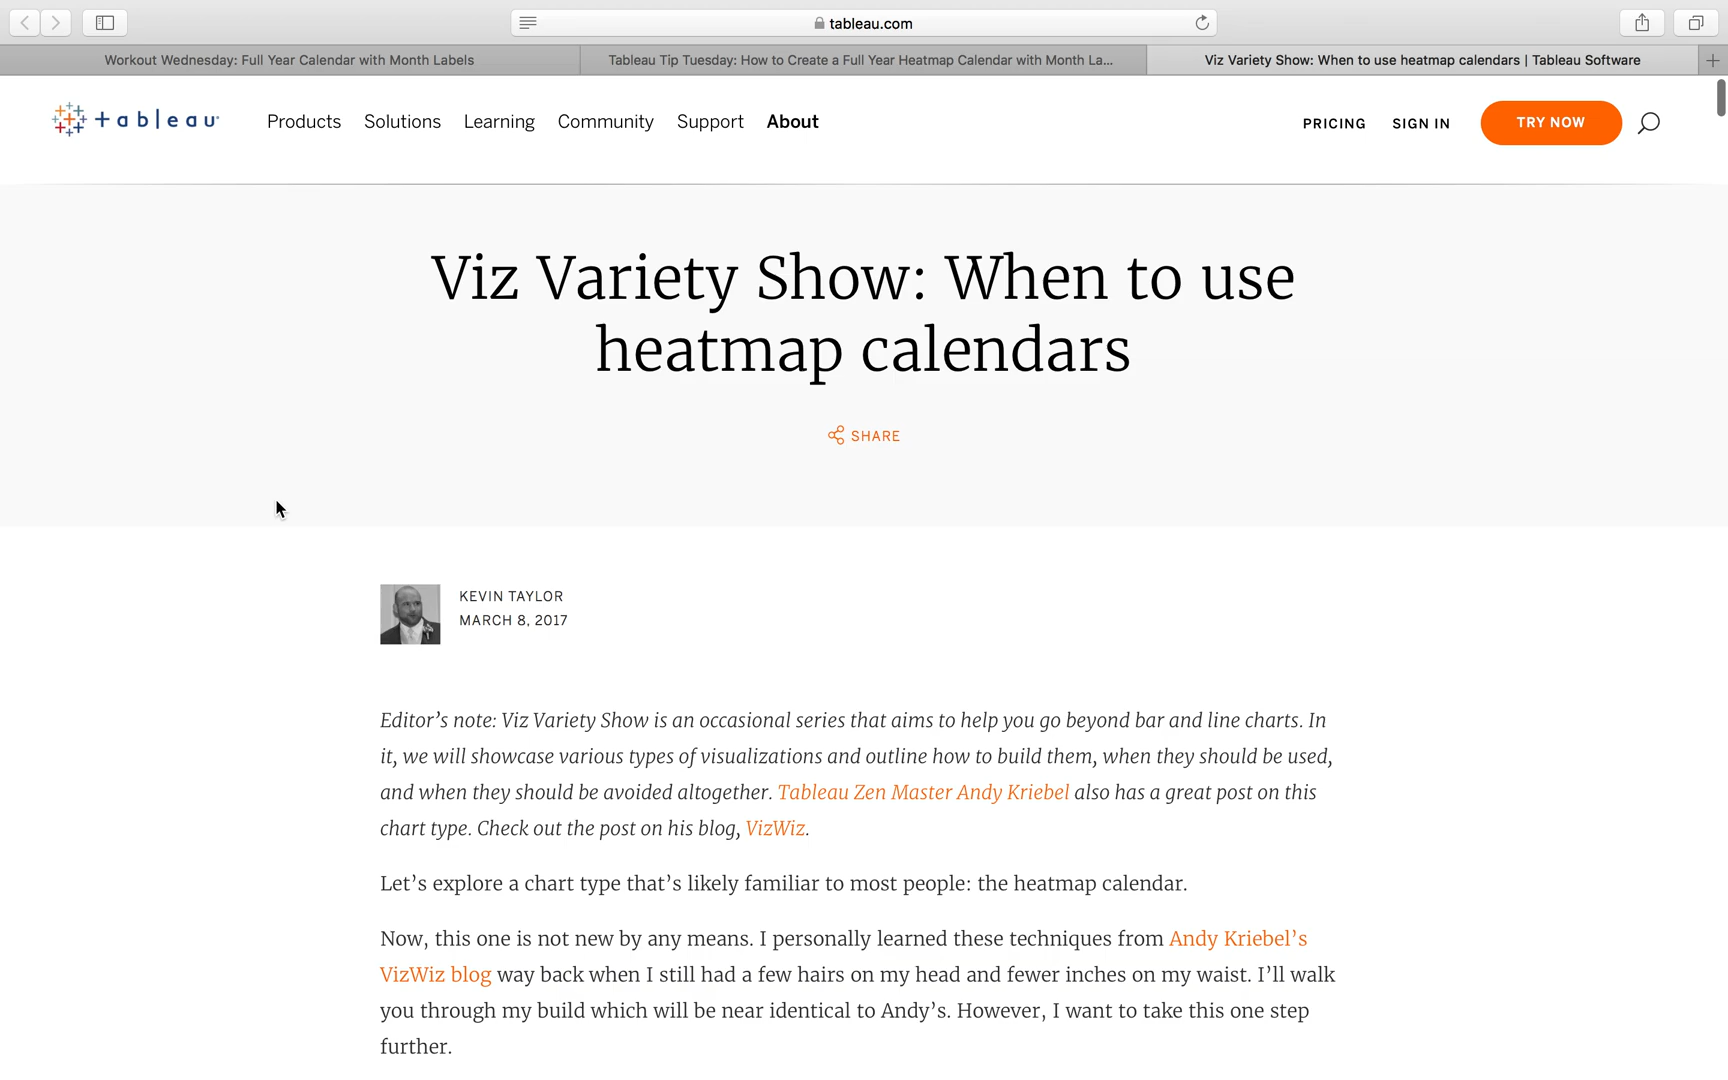 tableau.com
Workout Wednesday: Full Year Calendar with Month Labels
Tableau Tip Tuesday: How to Create a Full Year Heatmap Calendar with Month La...
Viz Variety Show: When to use heatmap calendars | Tableau Software
+ a b l e a u
Products
Solutions
Learning
Community
Support
About
PRICING
SIGN IN
TRY NOW
Viz Variety Show: When to use
heatmap calendars
SHARE
KEVIN TAYLOR
MARCH 8, 2017
Editor’s note: Viz Variety Show is an occasional series that aims to help you go beyond bar and line charts. In
it, we will showcase various types of visualizations and outline how to build them, when they should be used,
and when they should be avoided altogether. Tableau Zen Master Andy Kriebel also has a great post on this
chart type. Check out the post on his blog, VizWiz.
Let’s explore a chart type that’s likely familiar to most people: the heatmap calendar.
Now, this one is not new by any means. I personally learned these techniques from Andy Kriebel’s
VizWiz blog way back when I still had a few hairs on my head and fewer inches on my waist. I’ll walk
you through my build which will be near identical to Andy’s. However, I want to take this one step
further.